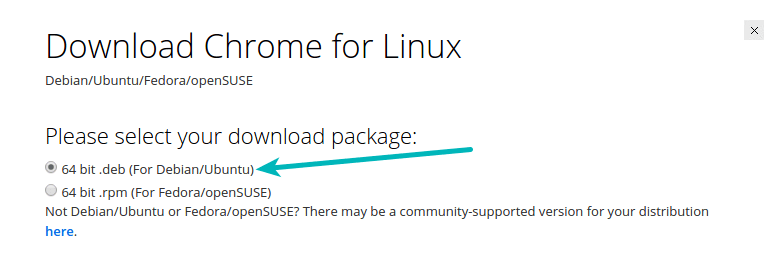 Download Chrome for Linux
Debian/Ubuntu/Fedora/openSUSE
Please select your download package:
64 bit .deb (For Debian/Ubuntu)
64 bit .rpm (For Fedora/openSUSE)
Not Debian/Ubuntu or Fedora/openSUSE? There may be a community-supported version for your distribution
here.